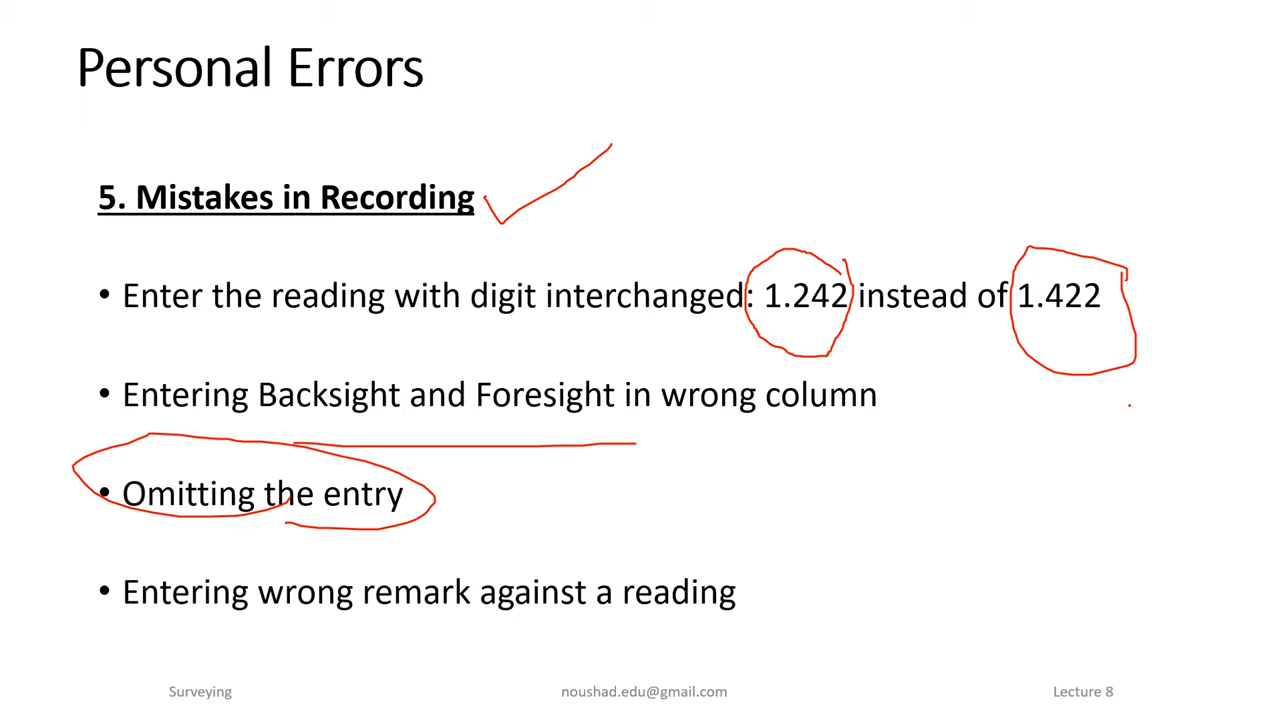 Personal Errors
5. Mistakes in Recording
• Enter the reading with digit interchanged: 1.242 instead of 1.422
• Entering Backsight and Foresight in wrong column
• Omitting the entry
• Entering wrong remark against a reading
Surveying noushad.edu@gmail.com Lecture 8